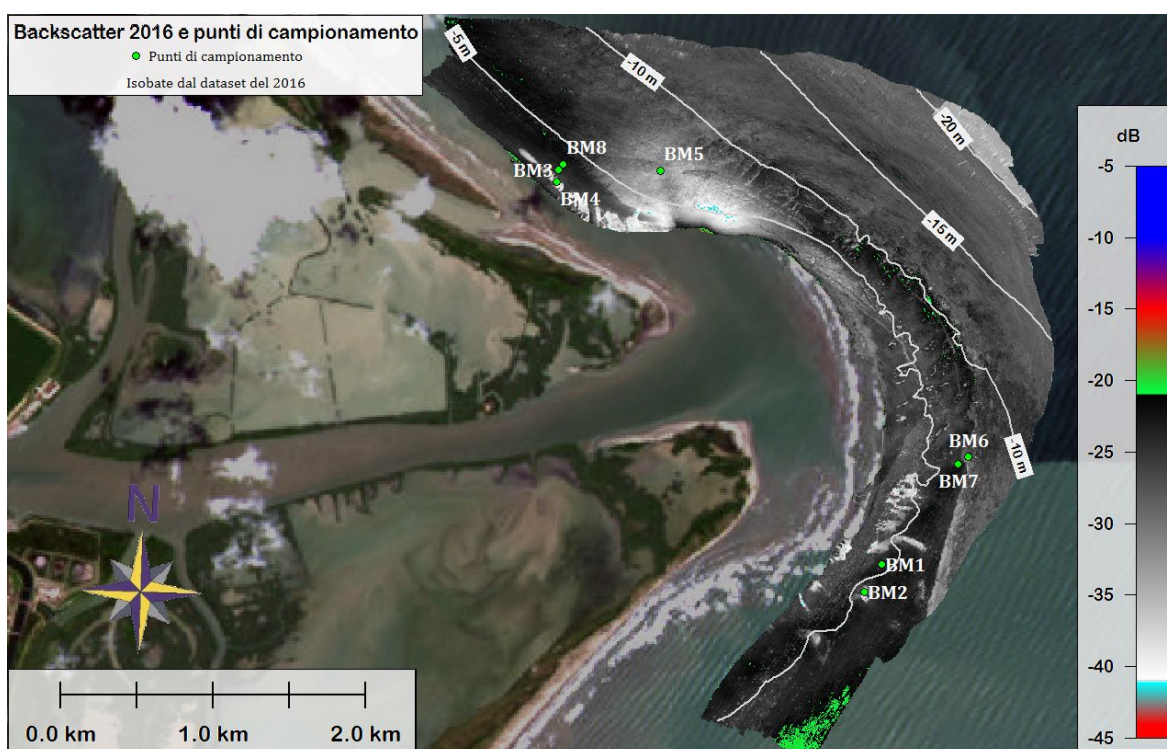 Backscatter 2016 e punti di campionamento
Punti di campionamento
Isobate dal dataset del 2016
-5 m
-10 m
-20 m
-15 m
-10 m
BM8
BM3
BM4
BM5
BM6
BM7
BM1
BM2
N
0.0 km
1.0 km
2.0 km
dB
-5
-10
-15
-20
-25
-30
-35
-40
-45